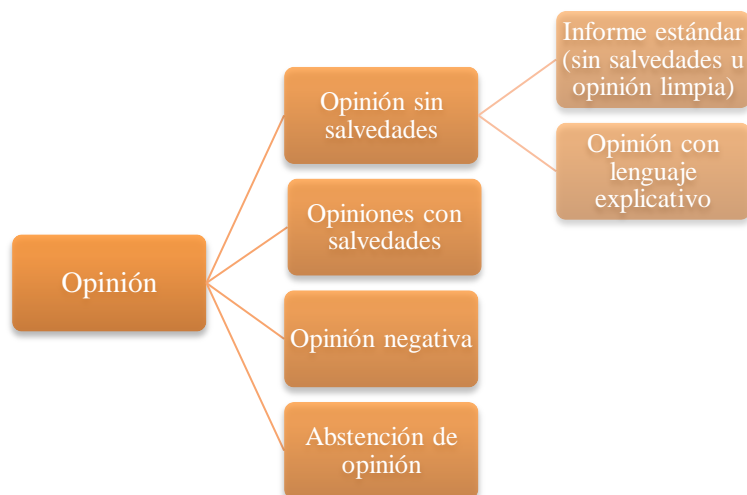 Opinión
Opinión sin
salvedades
Informe estándar
(sin salvedades u
opinión limpia)
Opinión con
lenguaje
explicativo
Opiniones con
salvedades
Opinión negativa
Abstención de
opinión